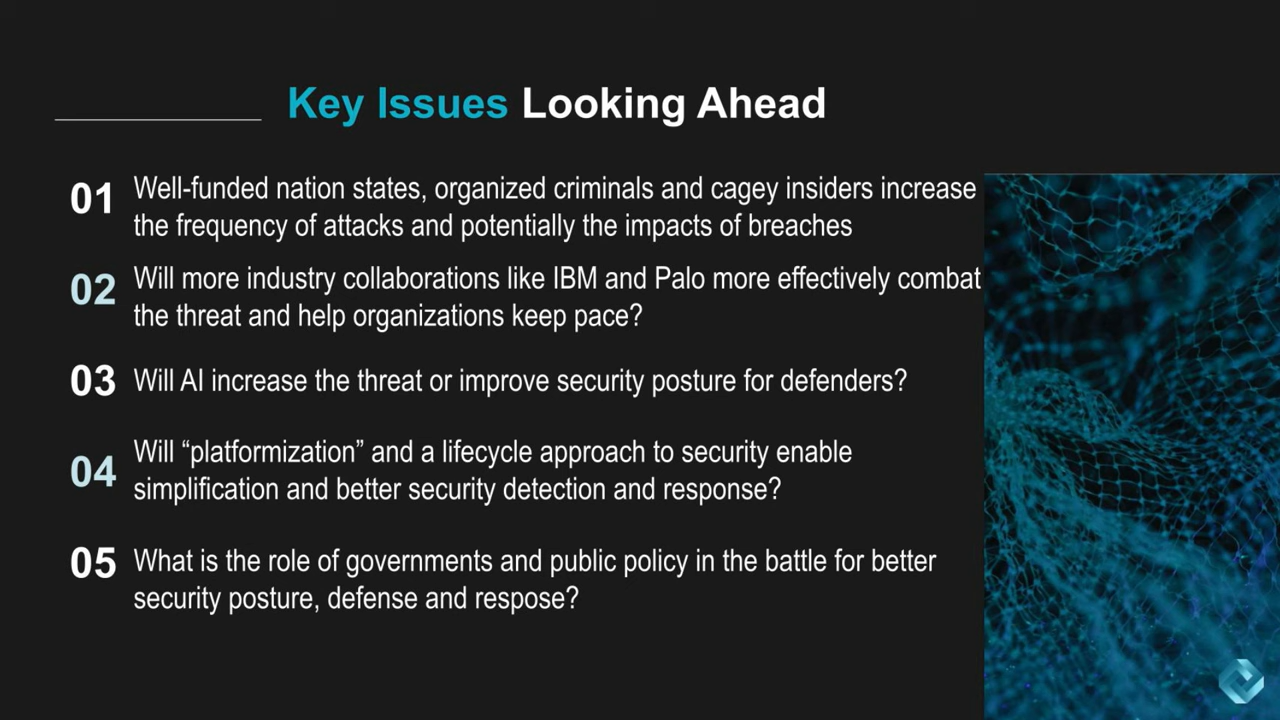 Key Issues Looking Ahead
01
Well-funded nation states, organized criminals and cagey insiders increase
the frequency of attacks and potentially the impacts of breaches
02
Will more industry collaborations like IBM and Palo more effectively combat
the threat and help organizations keep pace?
03
Will AI increase the threat or improve security posture for defenders?
04
Will “platformization” and a lifecycle approach to security enable
simplification and better security detection and response?
05
What is the role of governments and public policy in the battle for better
security posture, defense and respose?